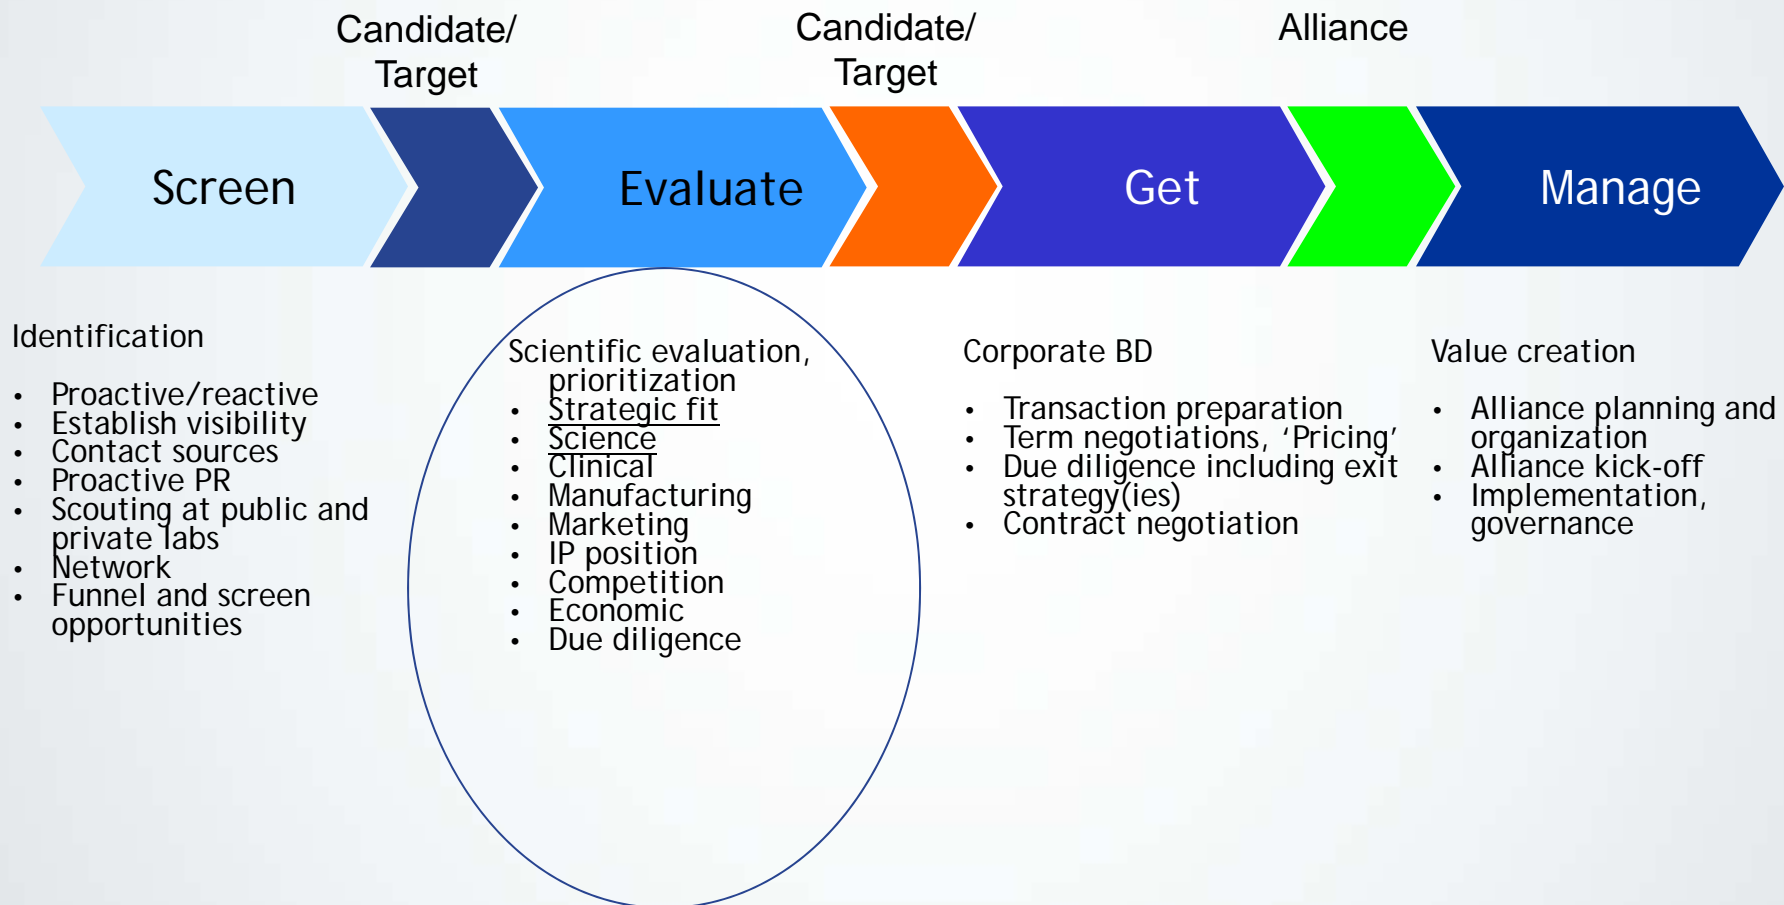 Candidate/
Target
Candidate/
Target
Alliance
Screen
Evaluate
Get
Manage
Identification
• Proactive/reactive
• Establish visibility
• Contact sources
• Proactive PR
• Scouting at public and
private labs
• Network
• Funnel and screen
opportunities
Scientific evaluation,
prioritization
• Strategic fit
• Science
• Clinical
• Manufacturing
• Marketing
• IP position
• Competition
• Economic
• Due diligence
Corporate BD
• Transaction preparation
• Term negotiations, ‘Pricing’
• Due diligence including exit
strategy(ies)
• Contract negotiation
Value creation
• Alliance planning and
organization
• Alliance kick-off
• Implementation,
governance